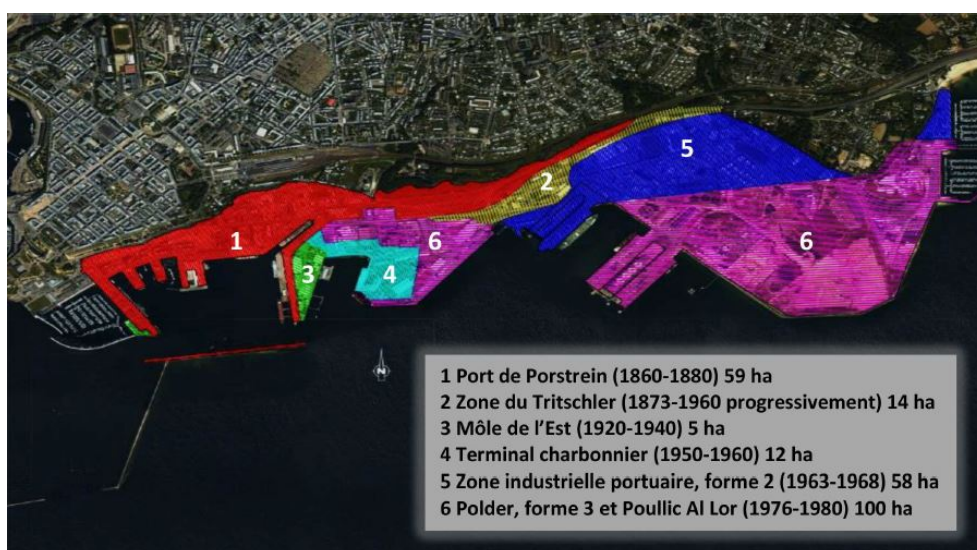 5
2
1
6
6
3
4
N
1 Port de Porstrein (1860-1880) 59 ha
2 Zone du Tritschler (1873-1960 progressivement) 14 ha
3 Môle de l'Est (1920-1940) 5 ha
4 Terminal charbonnier (1950-1960) 12 ha
5 Zone industrielle portuaire, forme 2 (1963-1968) 58 ha
6 Polder, forme 3 et Poullic Al Lor (1976-1980) 100 ha